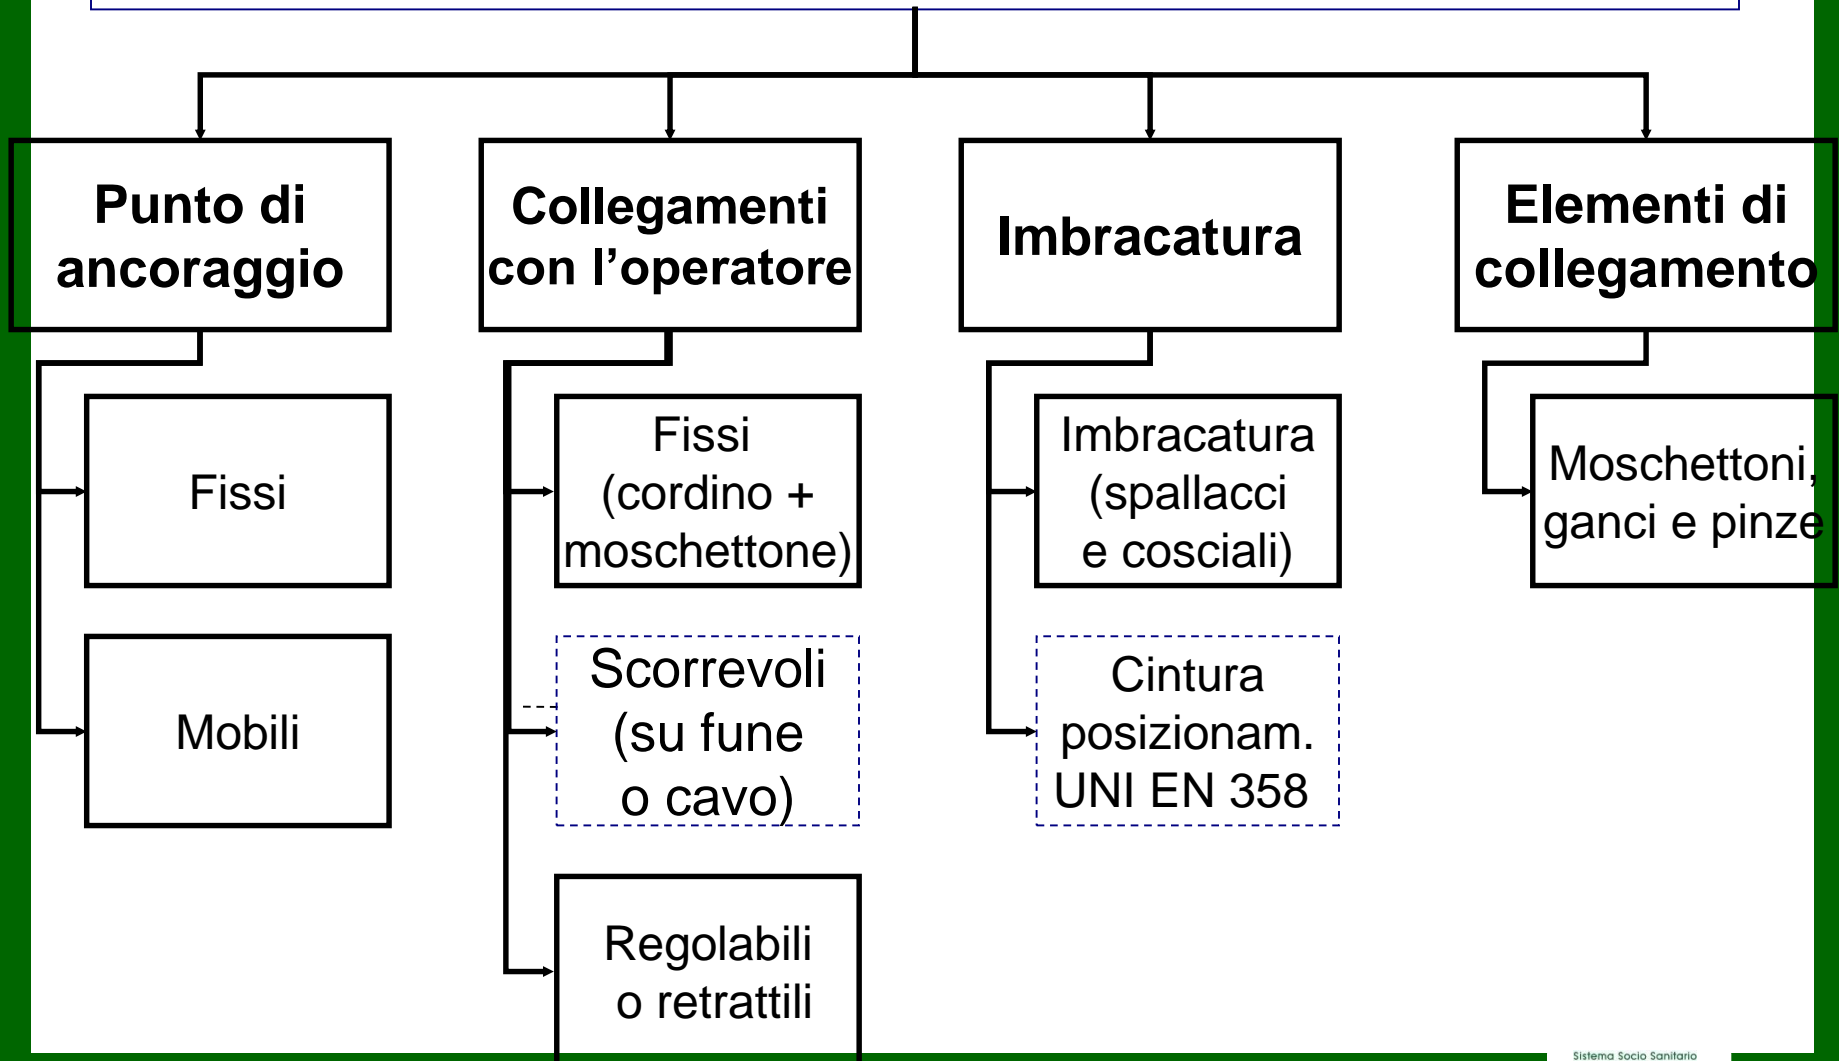 Punto di
ancoraggio
Collegamenti
con l’operatore
Imbracatura
Elementi di
collegamento
Fissi
Fissi
(cordino +
moschettone)
Imbracatura
(spallacci
e cosciali)
Moschettoni,
ganci e pinze
Mobili
Scorrevoli
(su fune
o cavo)
Cintura
posizionam.
UNI EN 358
Regolabili
o retrattili
Sistema Socio Sanitario